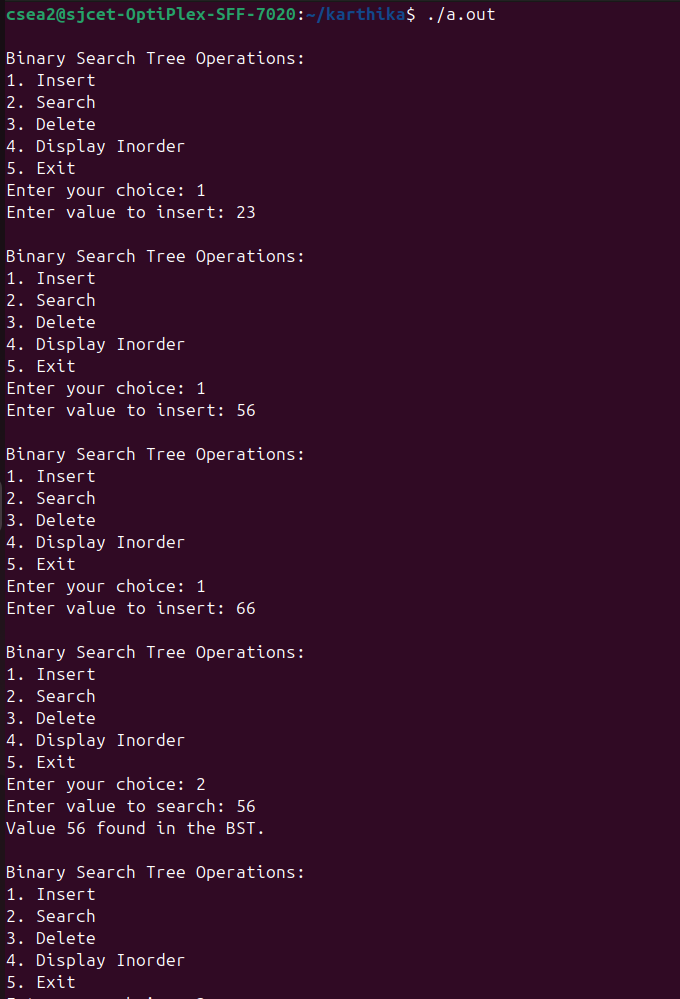 csea2@sjcet-OptiPlex-SFF-7020:~/karthika$ ./a.out
Binary Search Tree Operations:
1. Insert
2. Search
3. Delete
4. Display Inorder
5. Exit
Enter your choice: 1
Enter value to insert: 23
Binary Search Tree Operations:
1. Insert
2. Search
3. Delete
4. Display Inorder
5. Exit
Enter your choice: 1
Enter value to insert: 56
Binary Search Tree Operations:
1. Insert
2. Search
3. Delete
4. Display Inorder
5. Exit
Enter your choice: 1
Enter value to insert: 66
Binary Search Tree Operations:
1. Insert
2. Search
3. Delete
4. Display Inorder
5. Exit
Enter your choice: 2
Enter value to search: 56
Value 56 found in the BST.
Binary Search Tree Operations:
1. Insert
2. Search
3. Delete
4. Display Inorder
5. Exit